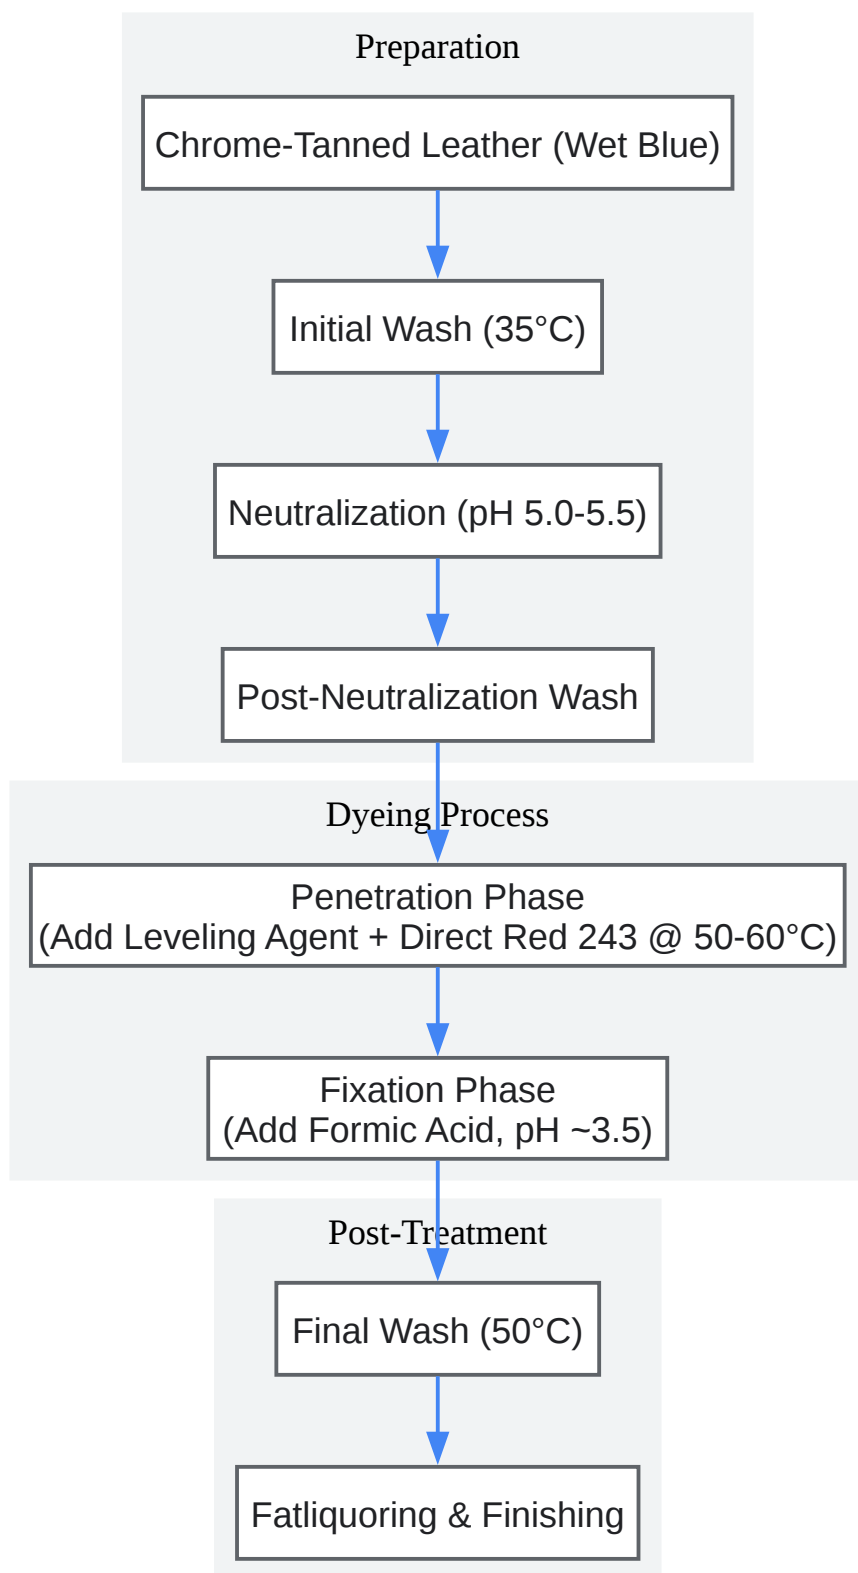 Preparation
Chrome-Tanned Leather (Wet Blue)
Initial Wash (35°C)
Neutralization (pH 5.0-5.5)
Post-Neutralization Wash
Dyeing Process
Penetration Phase
(Add Leveling Agent + Direct Red 243 @ 50-60°C)
Fixation Phase
(Add Formic Acid, pH ~3.5)
Post-Treatment
Final Wash (50°C)
Fatliquoring & Finishing